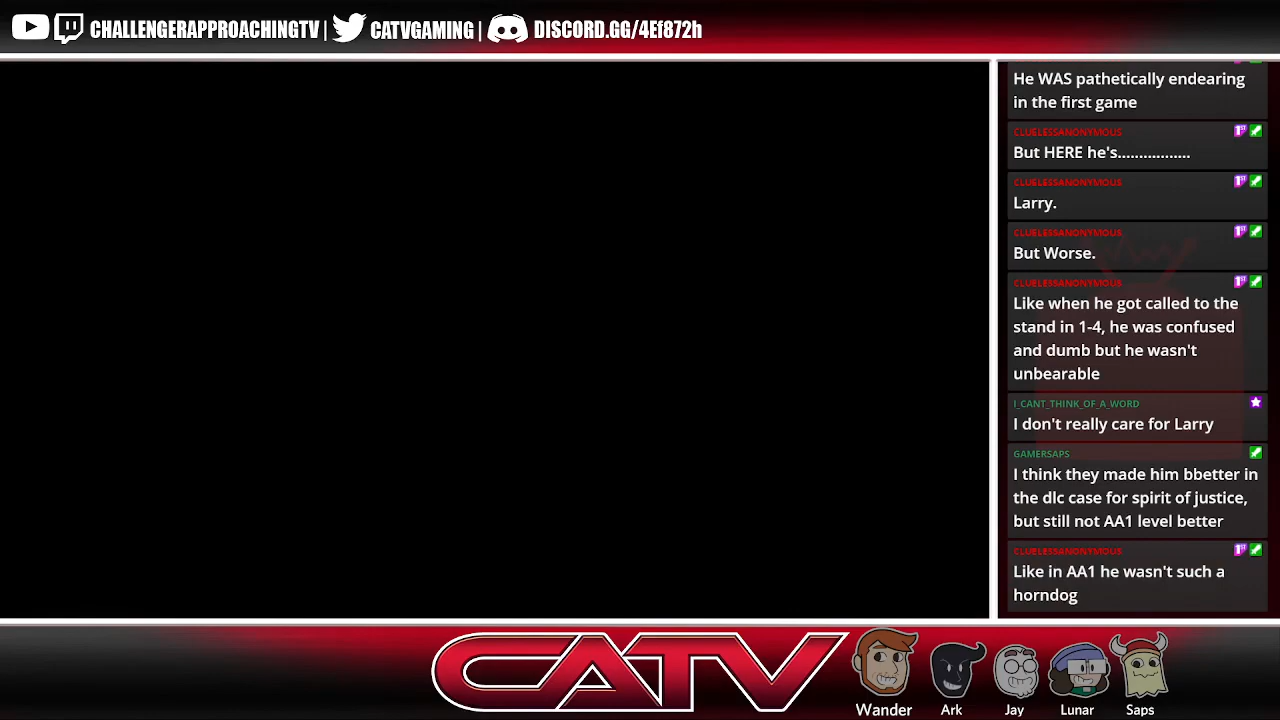 CHALLENGERAPPROACHINGTV | CATVGAMING | DISCORD.GG/4Ef872h
He WAS pathetically endearing
in the first game
CLUELESSANONYMOUS
But HERE he's.................
CLUELESSANONYMOUS
Larry.
CLUELESSANONYMOUS
But Worse.
CLUELESSANONYMOUS
Like when he got called to the
stand in 1-4, he was confused
and dumb but he wasn't
unbearable
I_CANT_THINK_OF_A_WORD
I don't really care for Larry
GAMERSAPS
I think they made him bbetter in
the dlc case for spirit of justice,
but still not AA1 level better
CLUELESSANONYMOUS
Like in AA1 he wasn't such a
horndog
CATV
Wander Ark Jay Lunar Saps